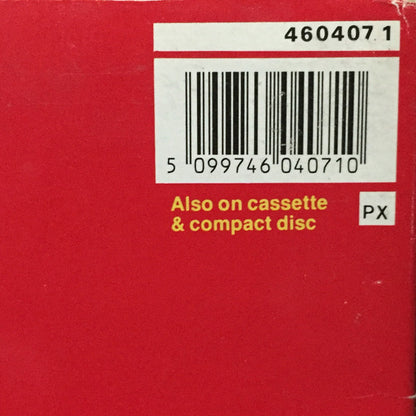 460407 1
5 099746 040710
Also on cassette
& compact disc
PX